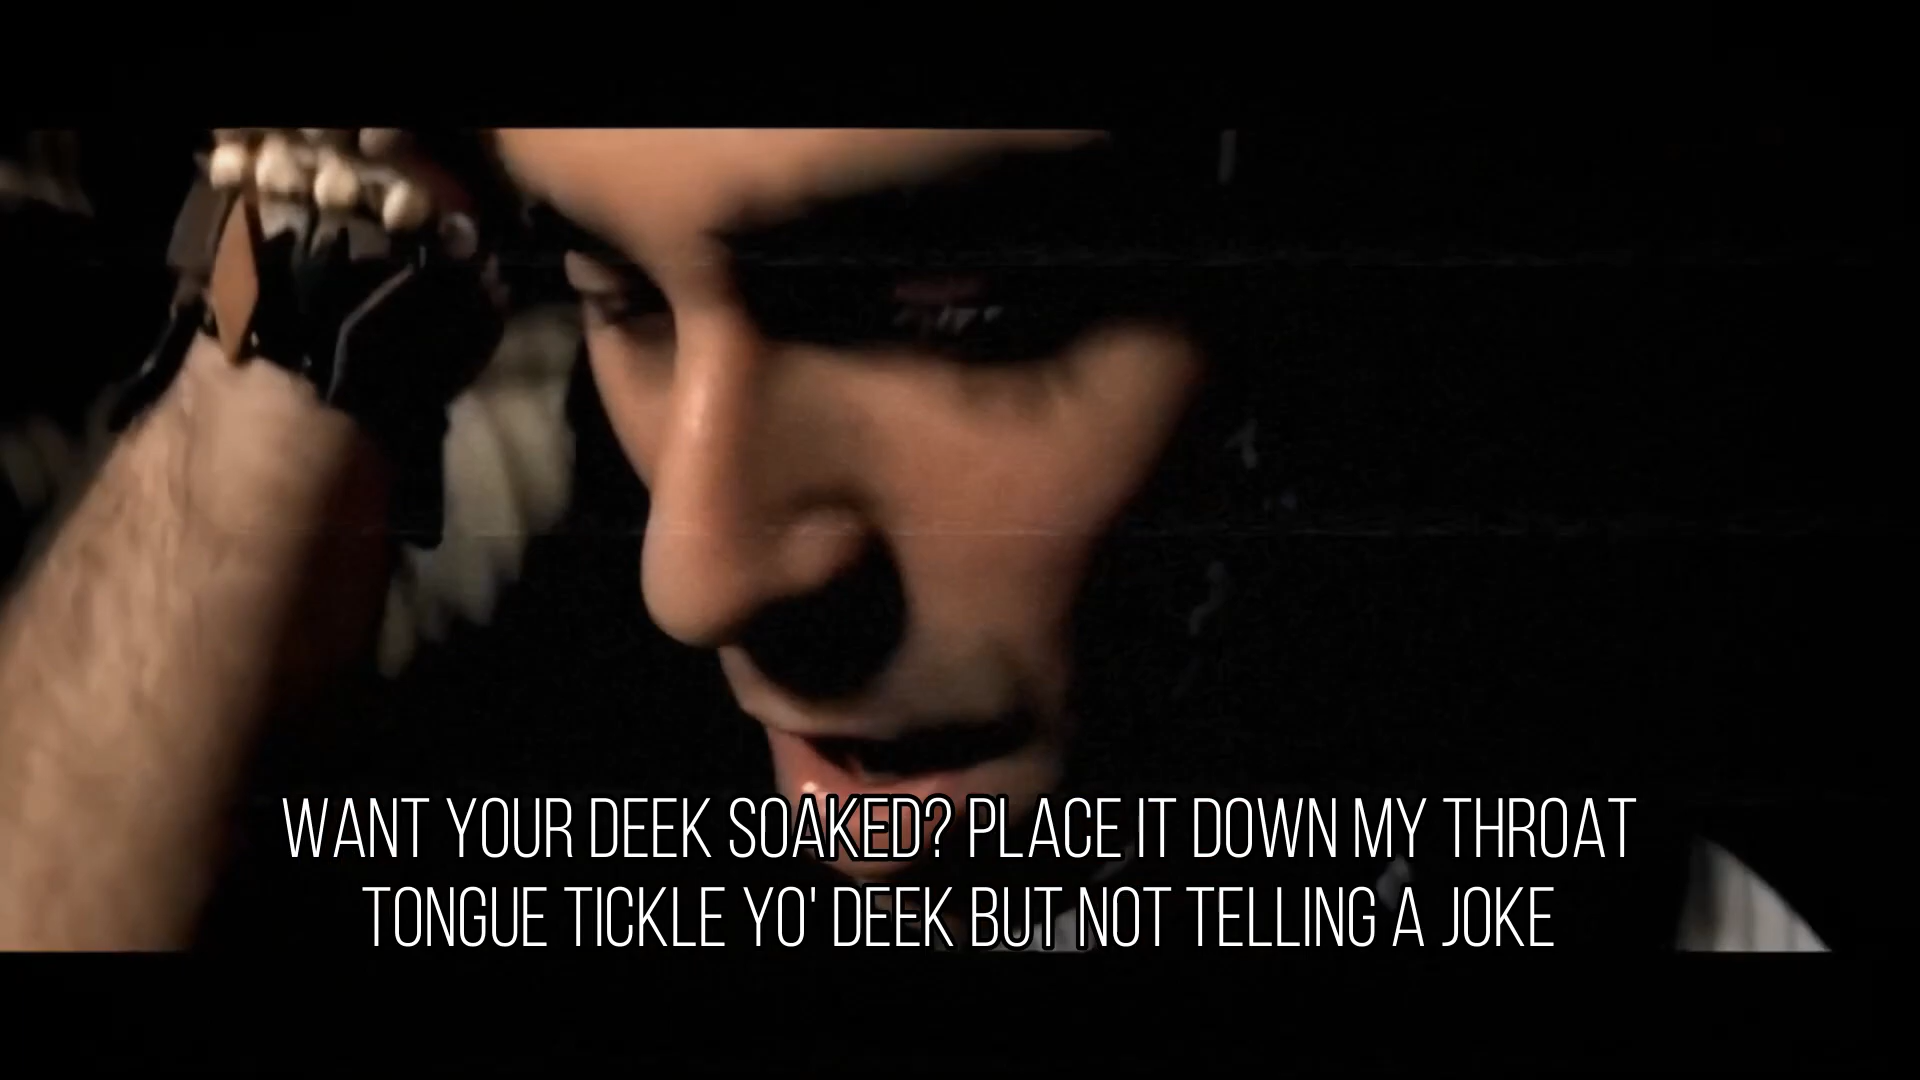 WANT YOUR DEEK SOAKED? PLACE IT DOWN MY THROAT
TONGUE TICKLE YO' DEEK BUT NOT TELLING A JOKE